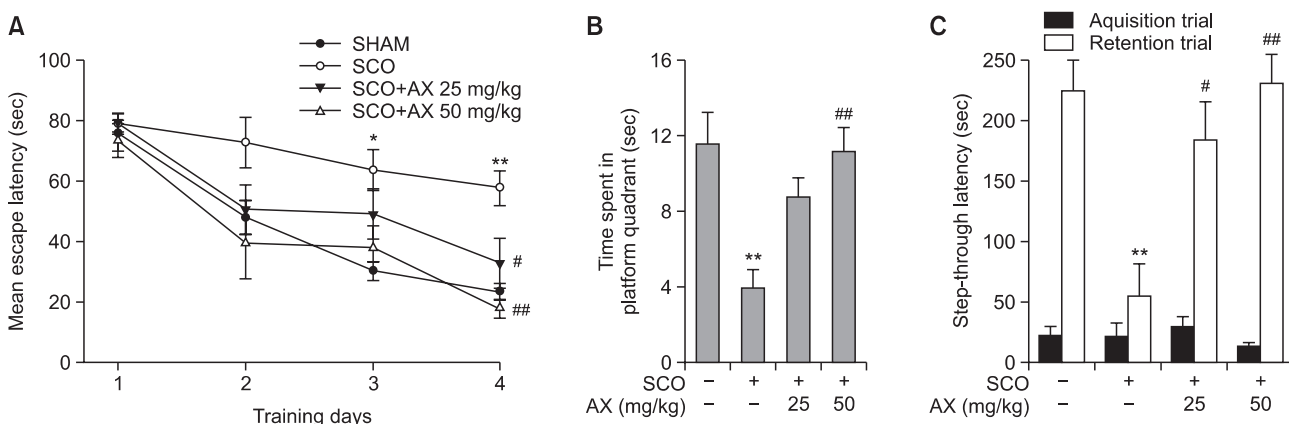 A
SHAM
SCO
SCO+AX 25 mg/kg
SCO+AX 50 mg/kg
Mean escape latency (sec)
100
80
60
40
20
0
*
**
#
##
1 2 3 4
Training days
B
Time spent in
platform quadrant (sec)
16
12
8
4
0
**
##
SCO – + + +
AX (mg/kg) – – 25 50
C
Aquisition trial
Retention trial
Step-through latency (sec)
250
200
150
100
50
0
**
#
##
SCO – + + +
AX (mg/kg) – – 25 50